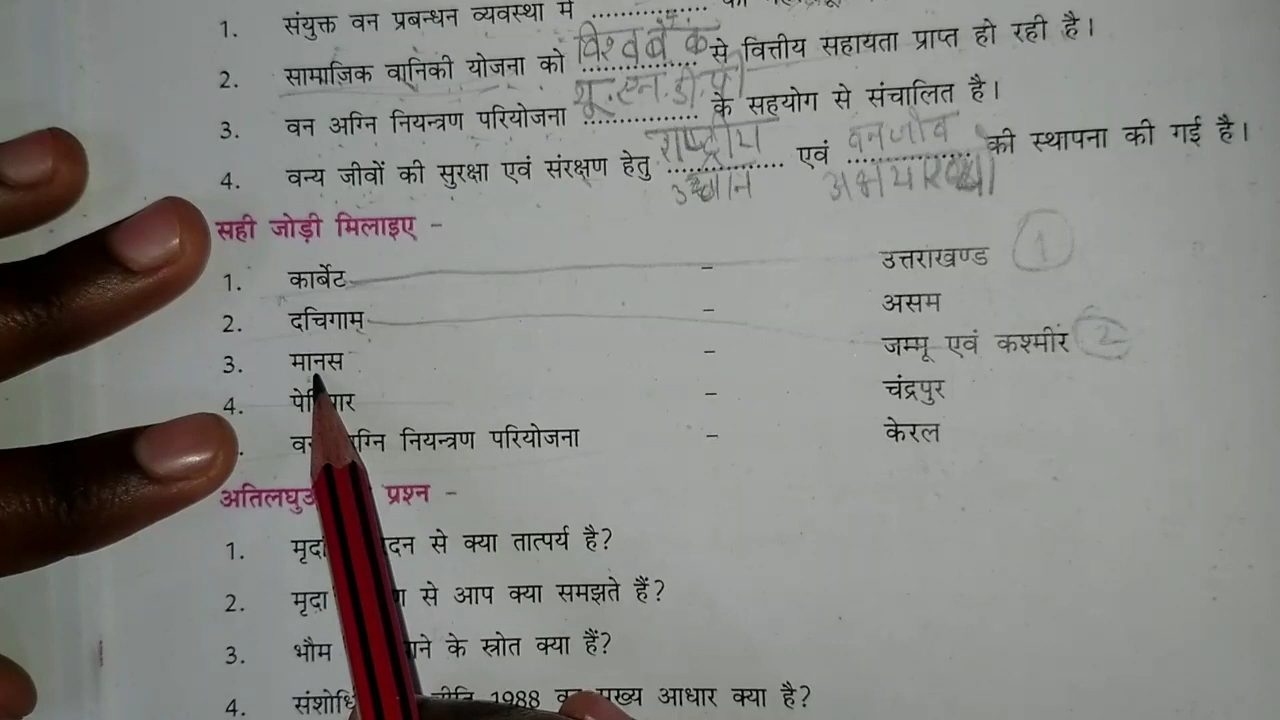 1. संयुक्त वन प्रबन्धन व्यवस्था में ................
2. सामाजिक वानिकी योजना को विश्व बैंक से वित्तीय सहायता प्राप्त हो रही है।
3. वन अग्नि नियन्त्रण परियोजना यू.एन.डी.पी के सहयोग से संचालित है।
4. वन्य जीवों की सुरक्षा एवं संरक्षण हेतु राष्ट्रीय उद्यान एवं वनजीव अभयारण्यों की स्थापना की गई है।
सही जोड़ी मिलाइए -
1. कार्बेट - उत्तराखण्ड 1
2. दचिगाम् - असम
3. मानस - जम्मू एवं कश्मीर 2
4. - चंद्रपुर
नियन्त्रण परियोजना - केरल
प्रश्न -
1. से क्या तात्पर्य है?
2. मृदा से आप क्या समझते हैं?
3. भौम के स्रोत क्या हैं?
4. 1988 मुख्य आधार क्या है?